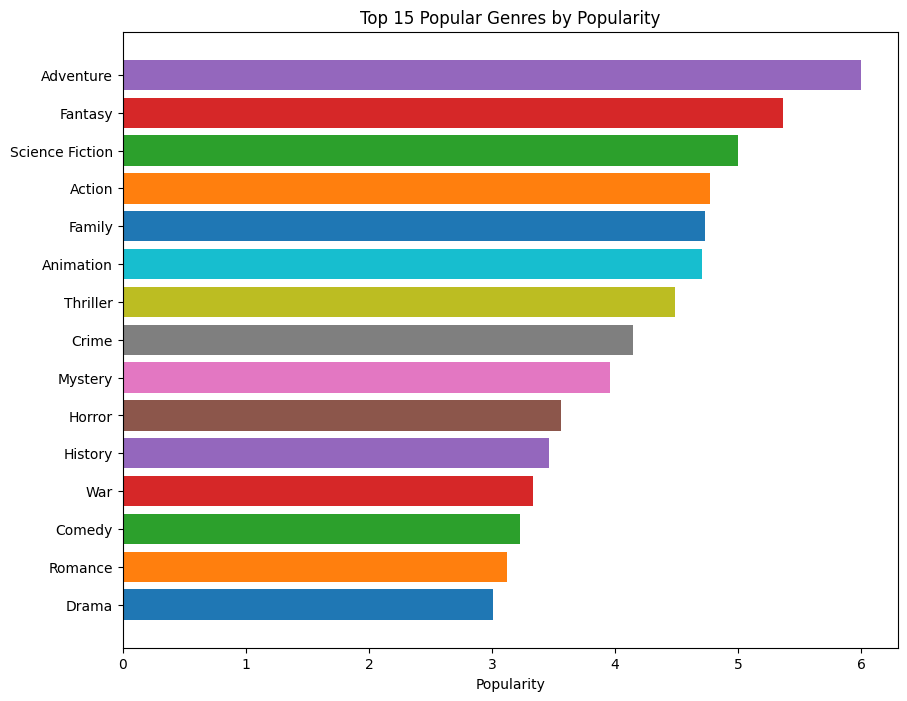 Top 15 Popular Genres by Popularity
Adventure
Fantasy
Science Fiction
Action
Family
Animation
Thriller
Crime
Mystery
Horror
History
War
Comedy
Romance
Drama
0 1 2 3 4 5 6
Popularity